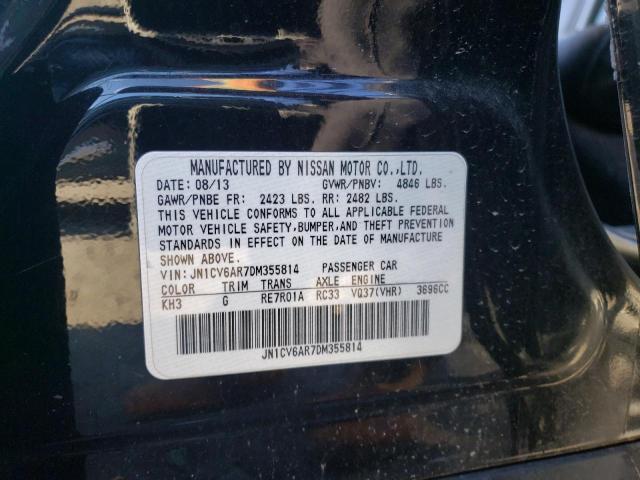 MANUFACTURED BY NISSAN MOTOR CO.,LTD.
DATE: 08/13 GVWR/PNBV: 4846 LBS.
GAWR/PNBE FR: 2423 LBS. RR: 2482 LBS.
THIS VEHICLE CONFORMS TO ALL APPLICABLE FEDERAL
MOTOR VEHICLE SAFETY,BUMPER,AND THEFT PREVENTION
STANDARDS IN EFFECT ON THE DATE OF MANUFACTURE
SHOWN ABOVE.
VIN: JN1CV6AR7DM355814 PASSENGER CAR
COLOR TRIM TRANS AXLE ENGINE
KH3 G RE7R01A RC33 VQ37(VHR) 3696CC
JN1CV6AR7DM355814